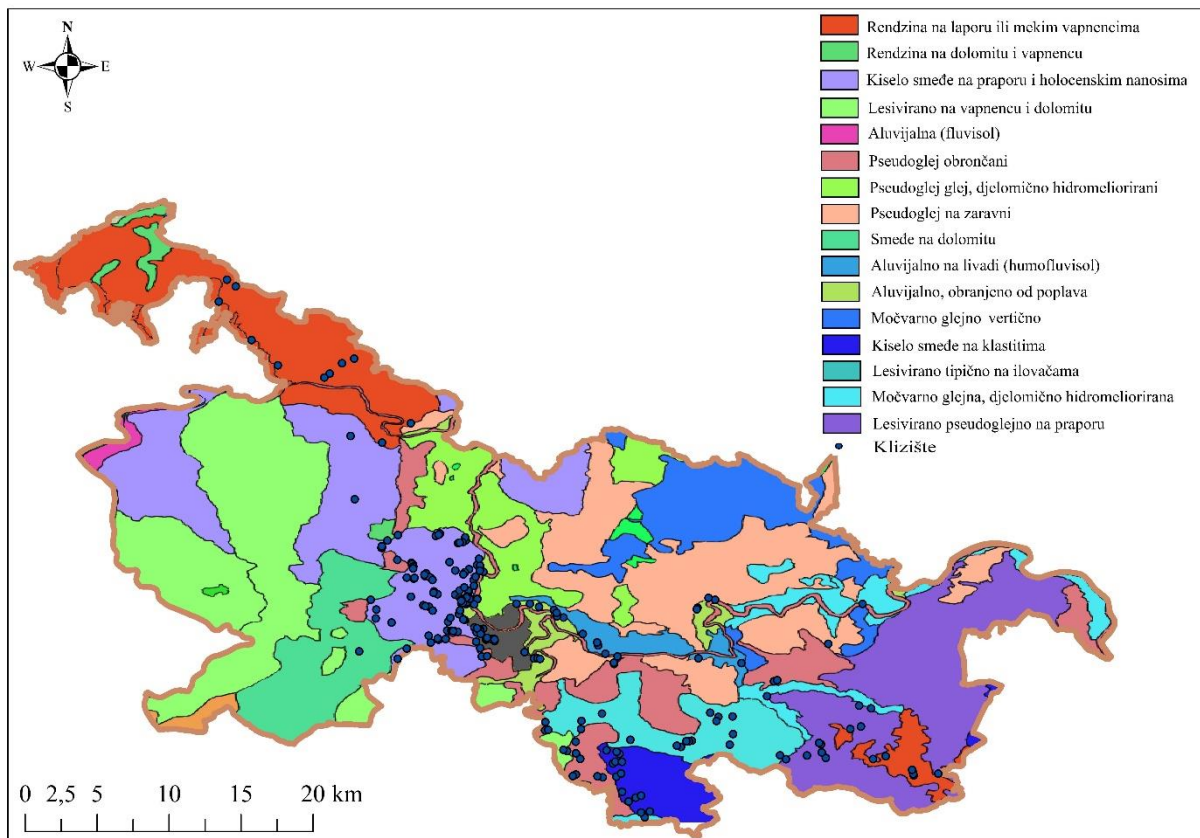 N
W E
S
Rendzina na laporu ili mekim vapnencima
Rendzina na dolomitu i vapnencu
Kiselo smeđe na praporu i holocenskim nanosima
Lesivirano na vapnencu i dolomitu
Aluvijalna (fluvisol)
Pseudoglej obrončani
Pseudoglej glej, djelomično hidromeliorirani
Pseudoglej na zaravni
Smeđe na dolomitu
Aluvijalno na livadi (humofluvisol)
Aluvijalno, obranjeno od poplava
Močvarno glejno vertično
Kiselo smeđe na klastitima
Lesivirano tipično na ilovačama
Močvarno glejna, djelomično hidromeliorirana
Lesivirano pseudoglejno na praporu
Klizište
0 2,5 5 10 15 20 km